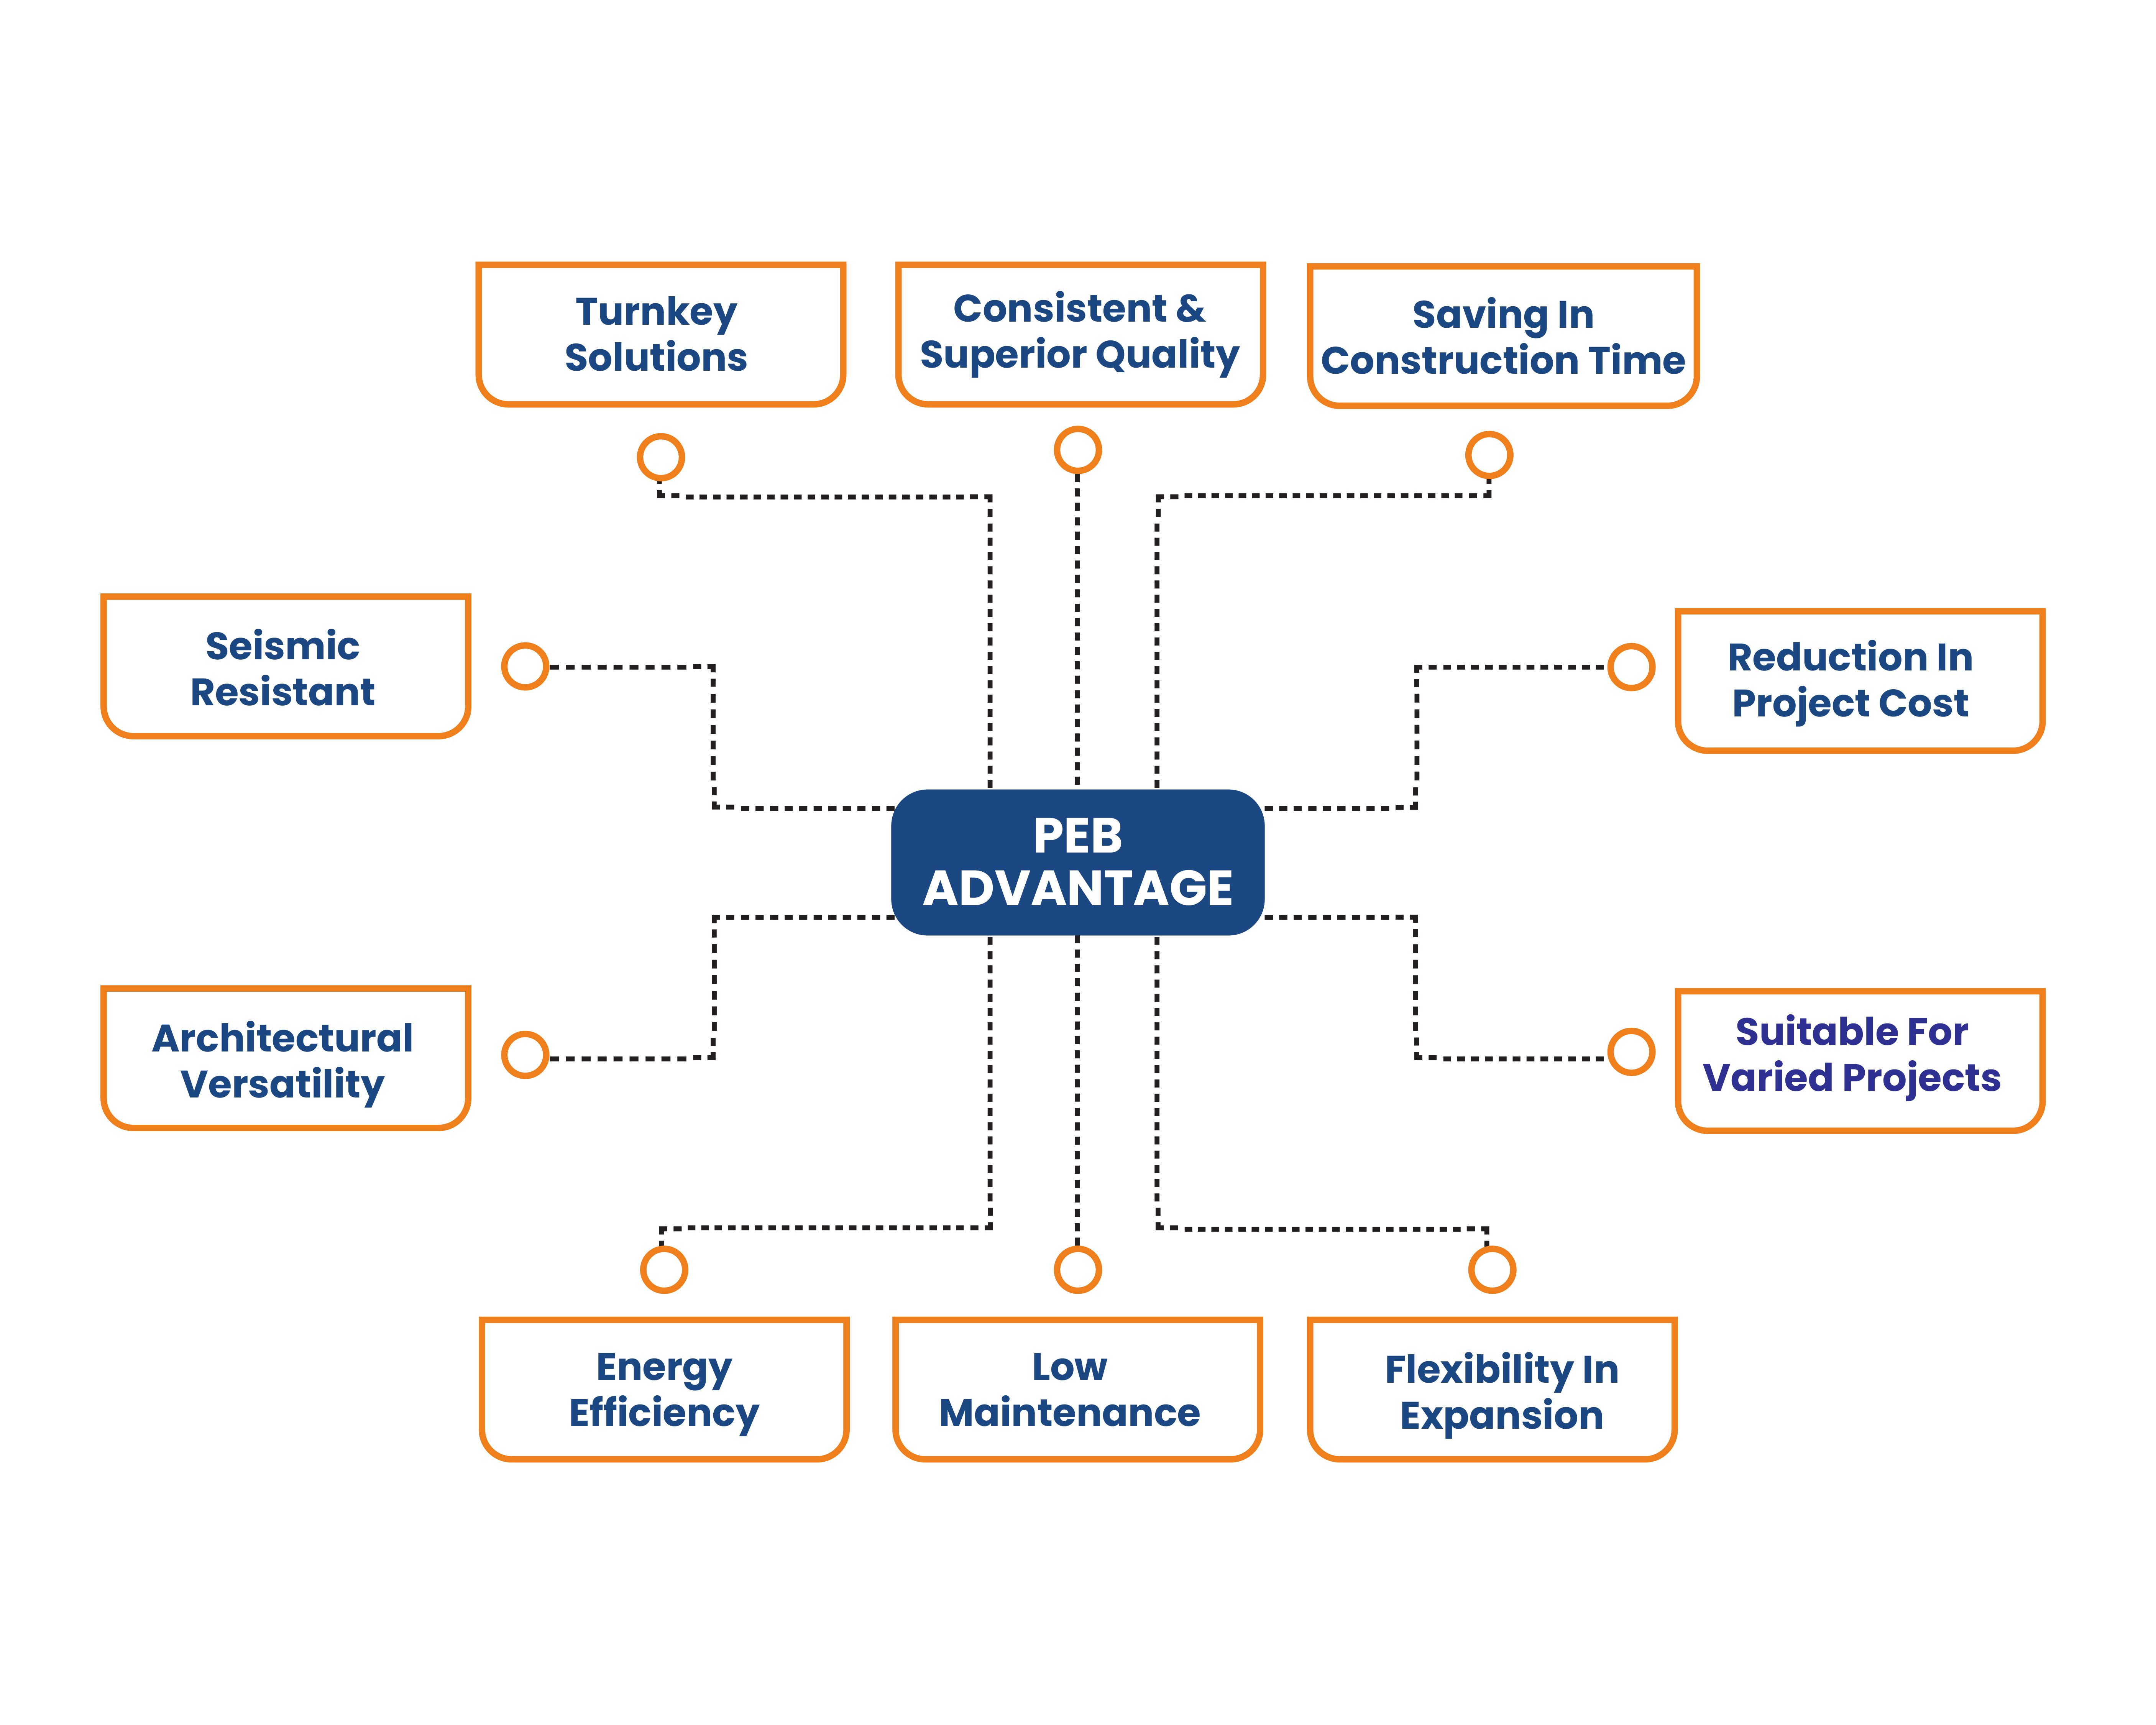 Turnkey
Solutions
Consistent &
Superior Quality
Saving In
Construction Time
Seismic
Resistant
Reduction In
Project Cost
PEB
ADVANTAGE
Architectural
Versatility
Suitable For
Varied Projects
Energy
Efficiency
Low
Maintenance
Flexibility In
Expansion